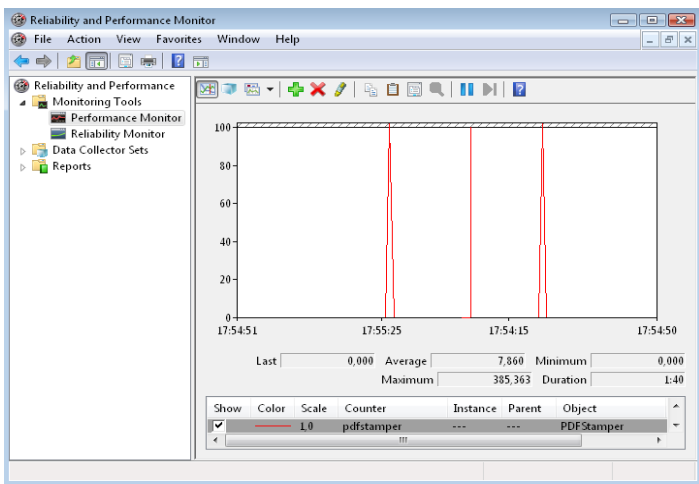 Reliability and Performance Monitor
File Action View Favorites Window Help
Reliability and Performance
Monitoring Tools
Performance Monitor
Reliability Monitor
Data Collector Sets
Reports
100
80
60
40
20
0
17:54:51 17:55:25 17:54:15 17:54:50
Last 0,000 Average 7,860 Minimum 0,000
Maximum 385,363 Duration 1:40
Show Color Scale Counter Instance Parent Object
1,0 pdfstamper --- --- PDFStamper